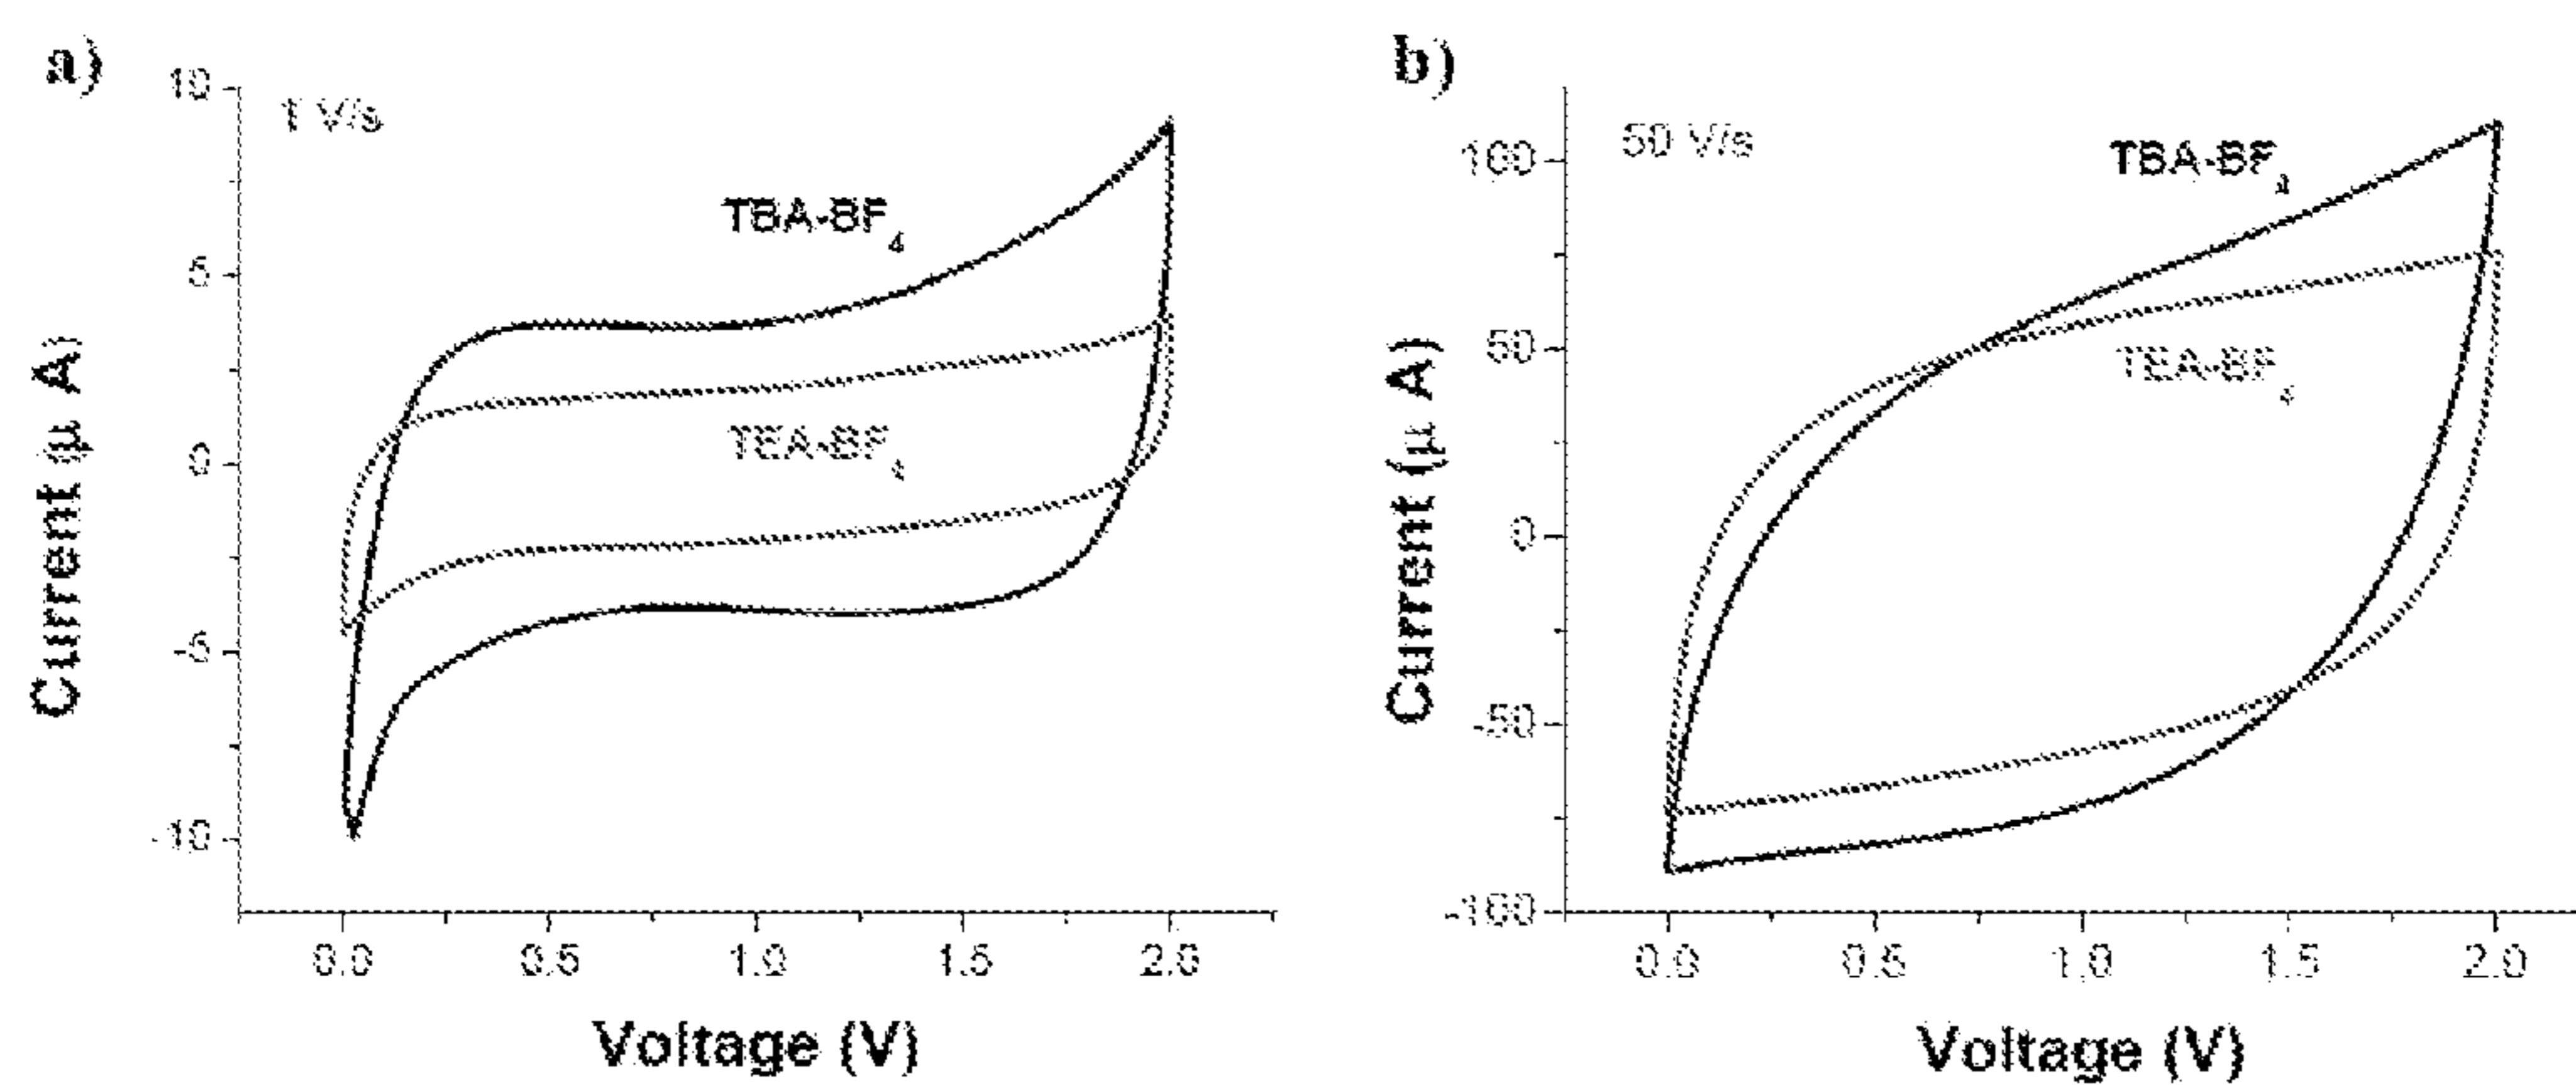 a)
10
1 V/s
TBA-BF4
5
0
TEA-BF4
-5
-10
Current (μ A)
0.0 0.5 1.0 1.5 2.0
Voltage (V)
b)
50 V/s
100
TBA-BF4
50
TEA-BF4
0
-50
-100
Current (μ A)
0.0 0.5 1.0 1.5 2.0
Voltage (V)